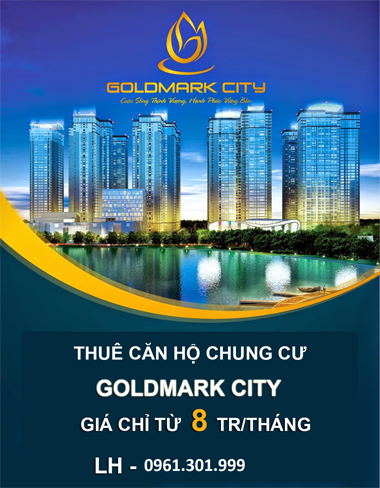 GOLDMARK CITY
Cuộc Sống Thịnh Vượng, Hạnh Phúc Vững Bền
THUÊ CĂN HỘ CHUNG CƯ
GOLDMARK CITY
GIÁ CHỈ TỪ 8 TR/THÁNG
LH - 0961.301.999